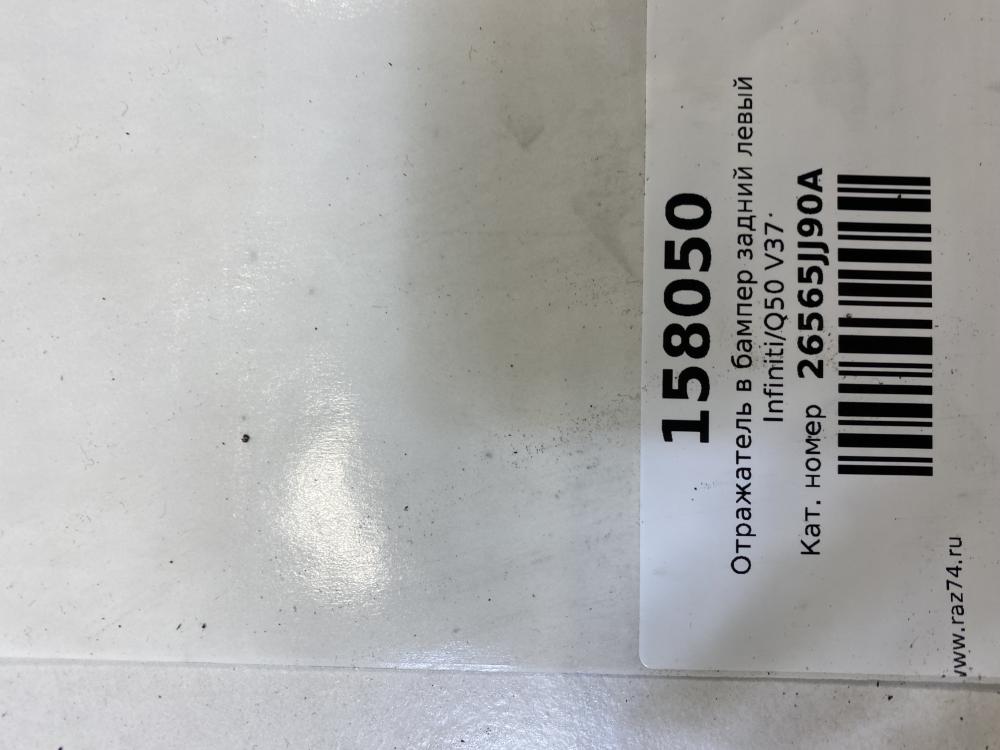 158050
Отражатель в бампер задний левый
Infiniti/Q50 V37
Кат. номер 26565JJ90A
www.raz74.ru